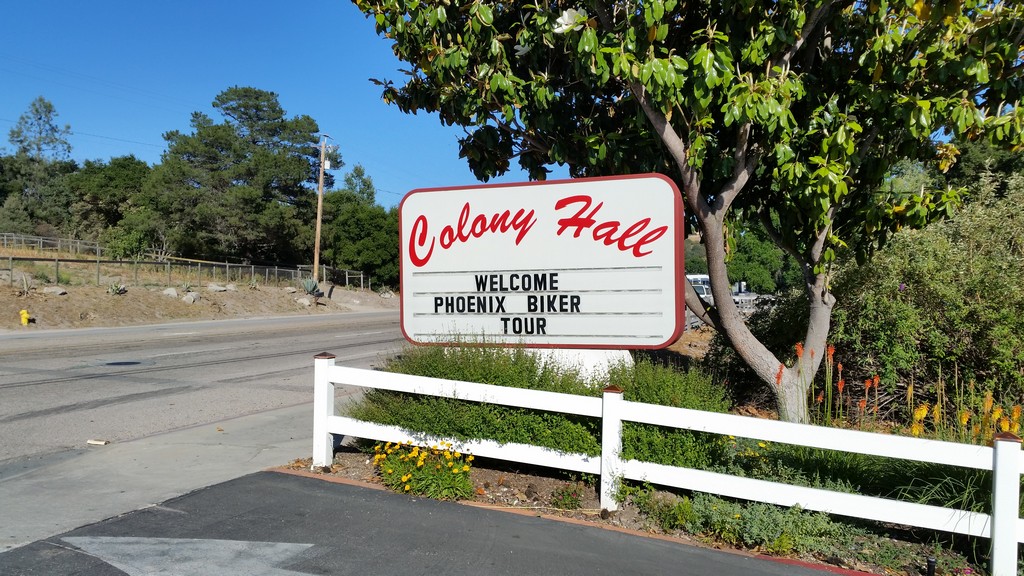 Colony Hall
WELCOME
PHOENIX BIKER
TOUR